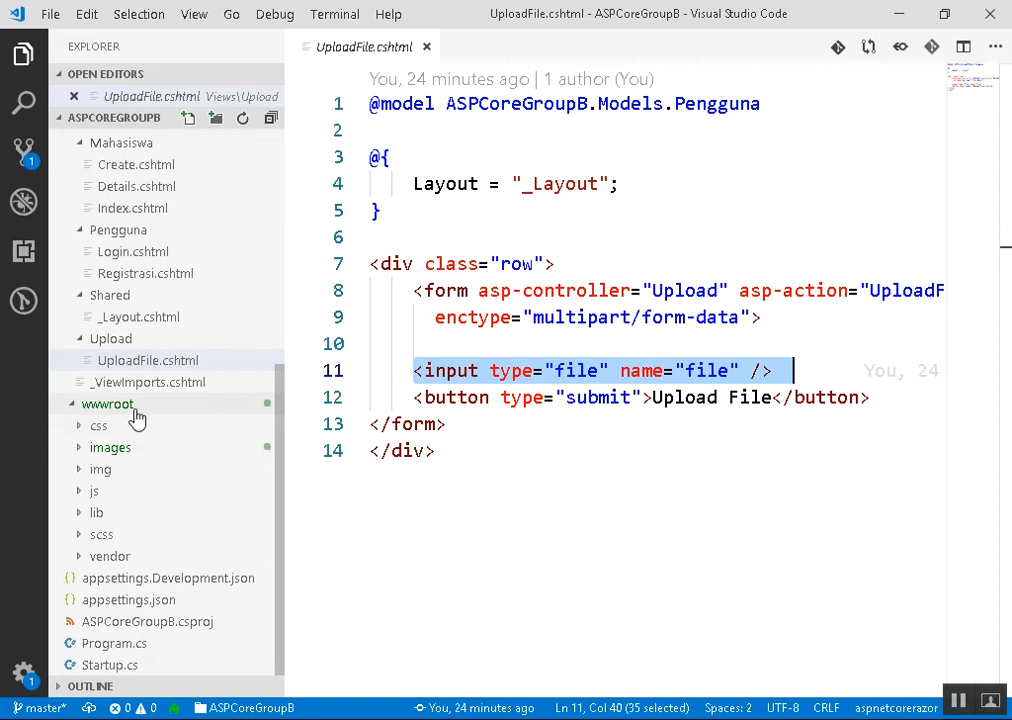 File Edit Selection View Go Debug Terminal Help
UploadFile.cshtml - ASPCoreGroupB - Visual Studio Code
EXPLORER
OPEN EDITORS
UploadFile.cshtml Views\Upload
ASPCOREGROUPB
Mahasiswa
Create.cshtml
Details.cshtml
Index.cshtml
Pengguna
Login.cshtml
Registrasi.cshtml
Shared
_Layout.cshtml
Upload
UploadFile.cshtml
_ViewImports.cshtml
wwwroot
css
images
img
js
lib
scss
vendor
appsettings.Development.json
appsettings.json
ASPCoreGroupB.csproj
Program.cs
Startup.cs
OUTLINE
1
1
UploadFile.cshtml
You, 24 minutes ago | 1 author (You)
1 @model ASPCoreGroupB.Models.Pengguna
2
3 @{
4 Layout = "_Layout";
5 }
6
7 <div class="row">
8 <form asp-controller="Upload" asp-action="UploadF
9 enctype="multipart/form-data">
10
11 <input type="file" name="file" /> You, 24
12 <button type="submit">Upload File</button>
13 </form>
14 </div>
master* 0 0 ASPCoreGroupB You, 24 minutes ago Ln 11, Col 40 (35 selected) Spaces: 2 UTF-8 CRLF aspnetcorerazor